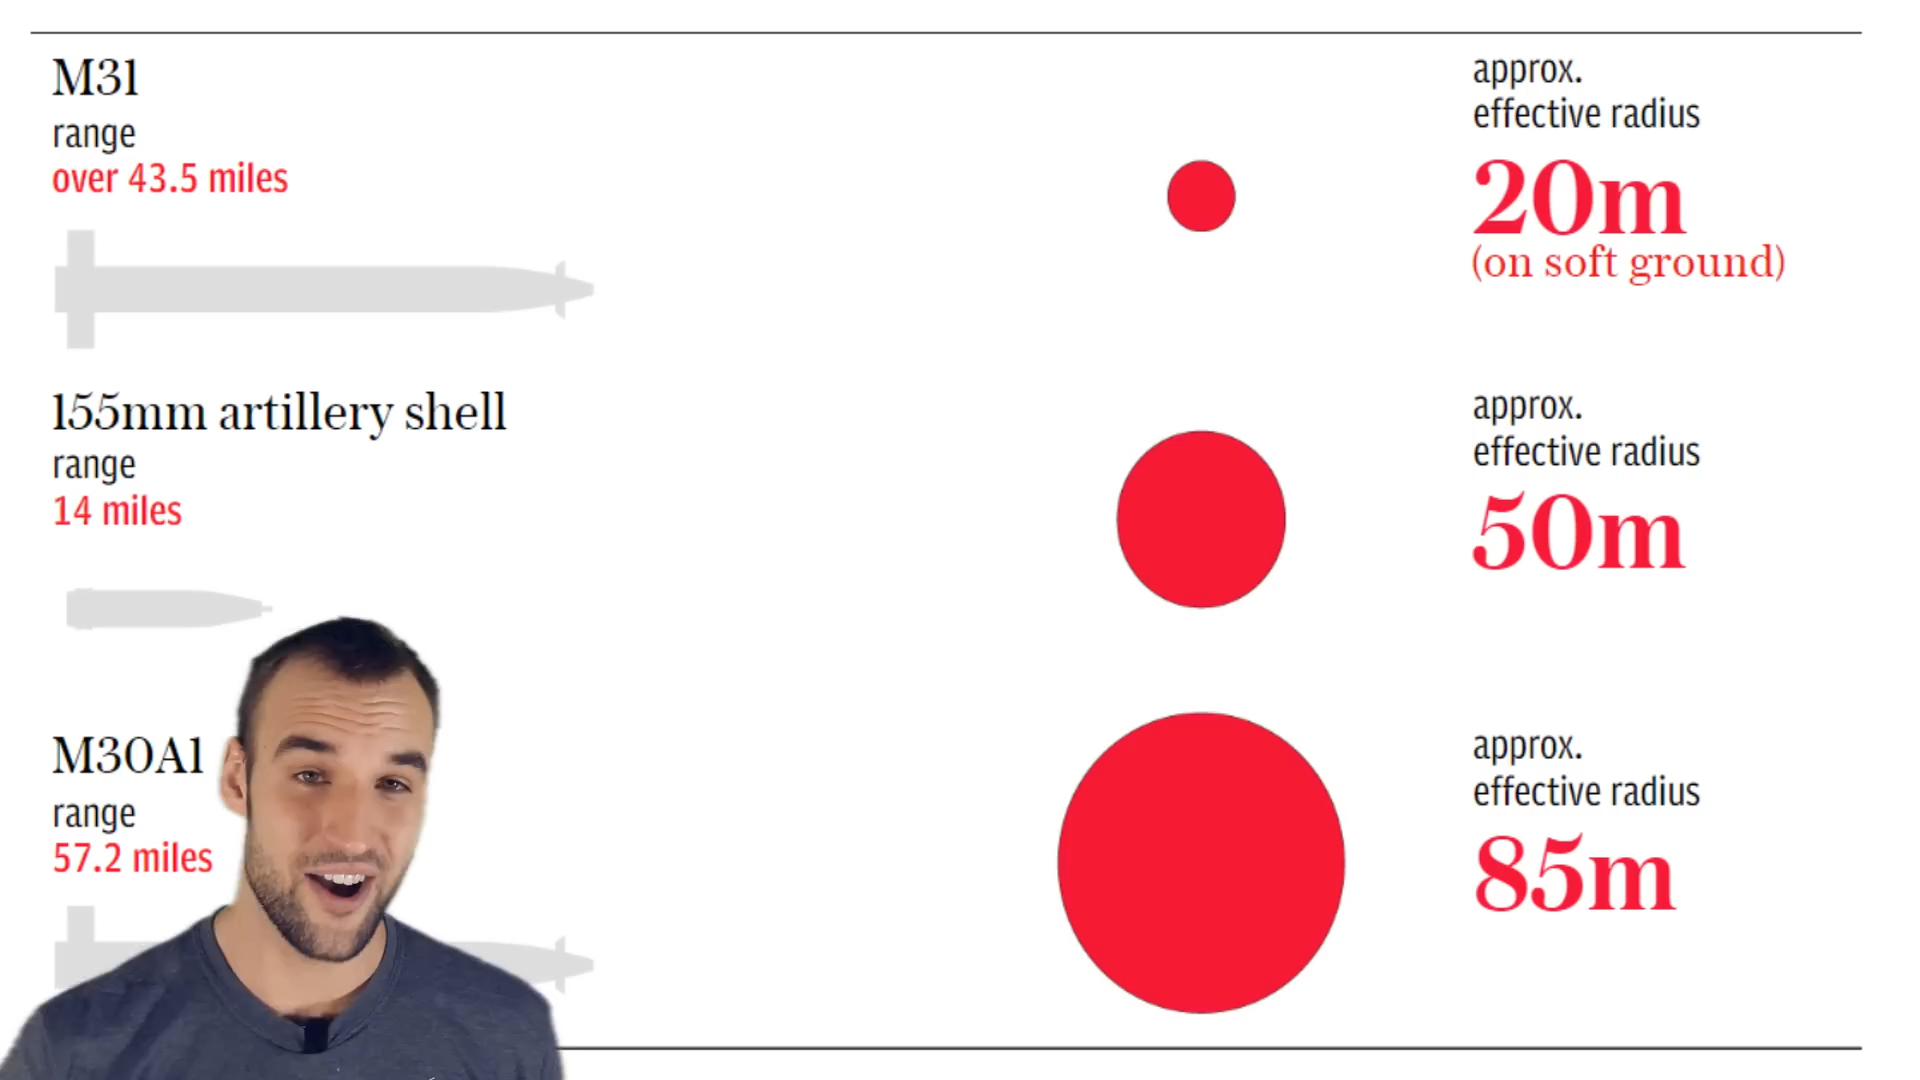 M31
range
over 43.5 miles
approx.
effective radius
20m
(on soft ground)
155mm artillery shell
range
14 miles
approx.
effective radius
50m
M30A1
range
57.2 miles
approx.
effective radius
85m